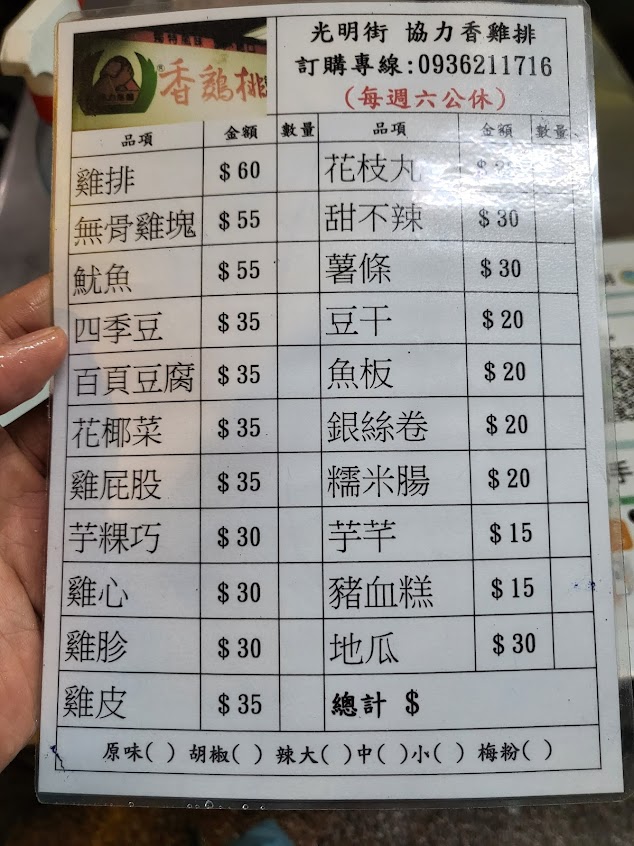 香鷄排
光明街 協力香雞排
訂購專線:0936211716
(每週六公休)
品項 金額 數量 品項 金額 數量
雞排 $60 花枝丸
無骨雞塊 $55 甜不辣 $30
魷魚 $55 薯條 $30
四季豆 $35 豆干 $20
百頁豆腐 $35 魚板 $20
花椰菜 $35 銀絲卷 $20
雞屁股 $35 糯米腸 $20
芋粿巧 $30 芋芊 $15
雞心 $30 豬血糕 $15
雞胗 $30 地瓜 $30
雞皮 $35 總計 $
原味( ) 胡椒( ) 辣大( )中( )小( ) 梅粉( )
手